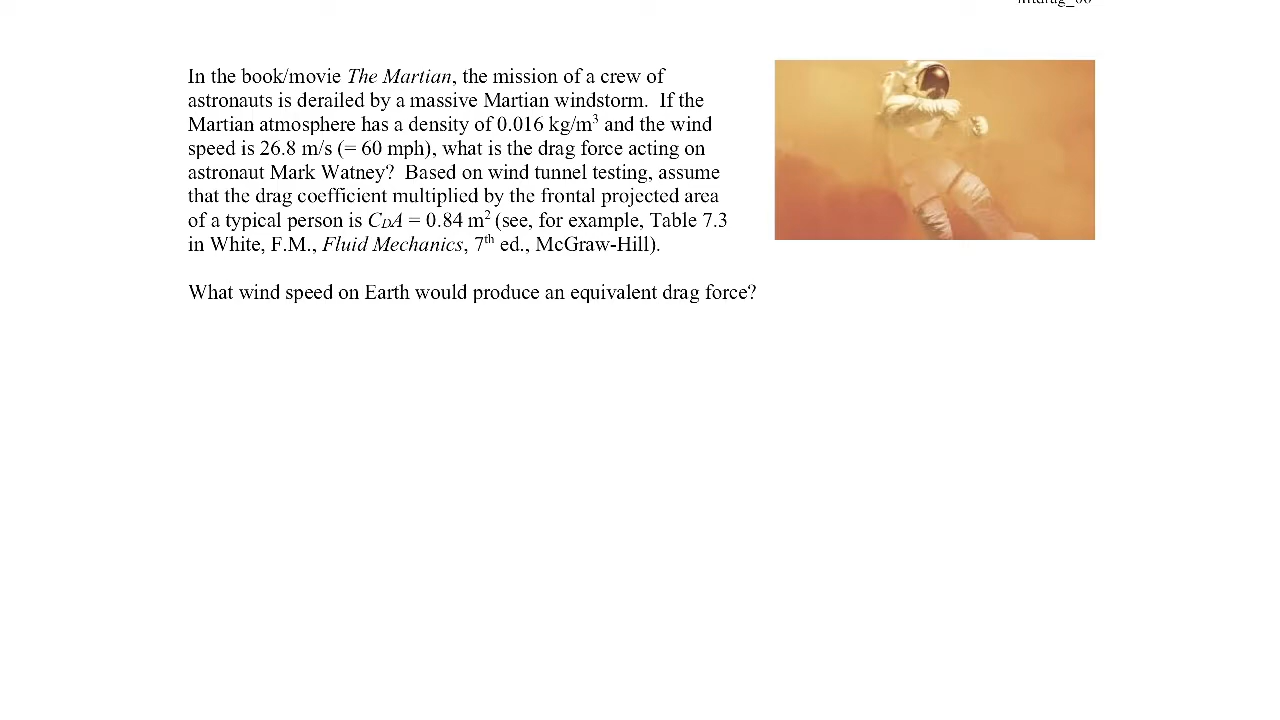 In the book/movie The Martian, the mission of a crew of
astronauts is derailed by a massive Martian windstorm. If the
Martian atmosphere has a density of 0.016 kg/m³ and the wind
speed is 26.8 m/s (= 60 mph), what is the drag force acting on
astronaut Mark Watney? Based on wind tunnel testing, assume
that the drag coefficient multiplied by the frontal projected area
of a typical person is C_DA = 0.84 m² (see, for example, Table 7.3
in White, F.M., Fluid Mechanics, 7th ed., McGraw-Hill).
What wind speed on Earth would produce an equivalent drag force?